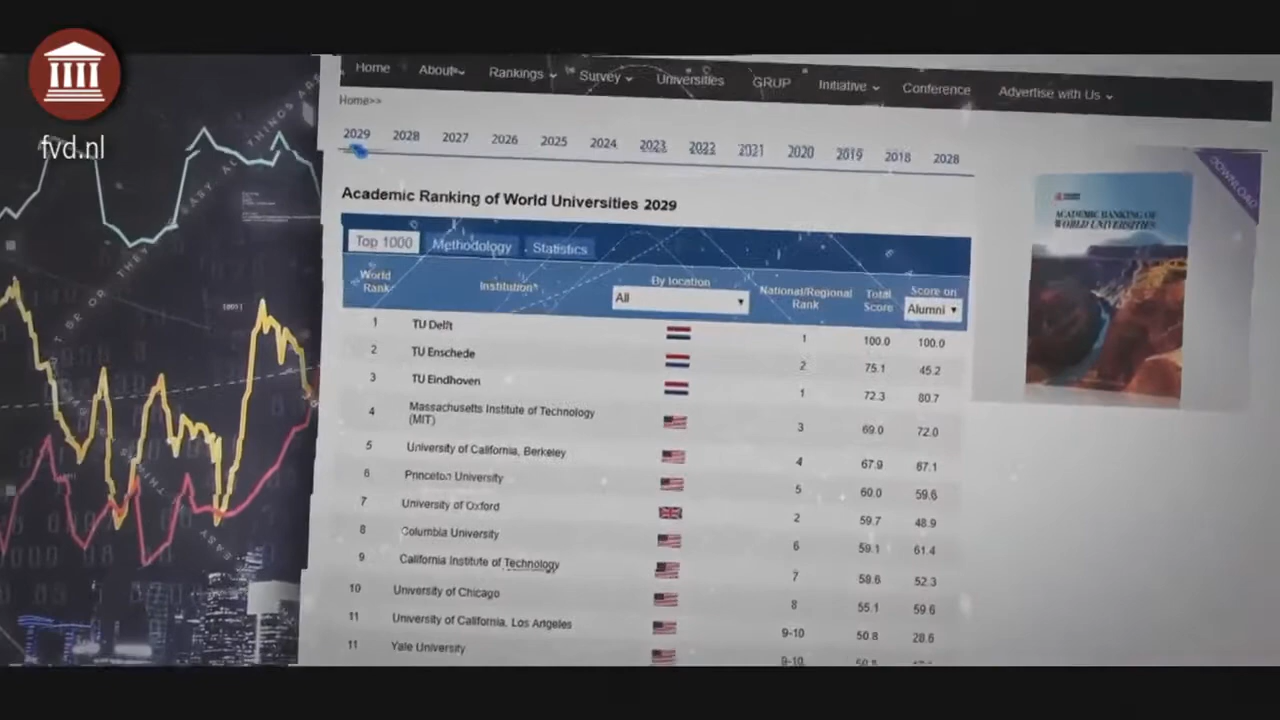 fvd.nl
Home About Rankings Survey Universities GRUP Initiative Conference Advertise with Us
Home>>
2029 2028 2027 2026 2025 2024 2023 2022 2021 2020 2019 2018 2028
Academic Ranking of World Universities 2029
DOWNLOAD
ACADEMIC RANKING OF
WORLD UNIVERSITIES
Top 1000 Methodology Statistics
World Rank Institution* By location All National/Regional Rank Total Score Score on Alumni
1 TU Delft 1 100.0 100.0
2 TU Enschede 2 75.1 45.2
3 TU Eindhoven 1 72.3 80.7
4 Massachusetts Institute of Technology (MIT) 3 69.0 72.0
5 University of California, Berkeley 4 67.9 67.1
6 Princeton University 5 60.0 59.6
7 University of Oxford 2 59.7 48.9
8 Columbia University 6 59.1 61.4
9 California Institute of Technology 7 58.6 52.3
10 University of Chicago 8 55.1 59.6
11 University of California, Los Angeles 9-10 50.8 28.6
11 Yale University 9-10